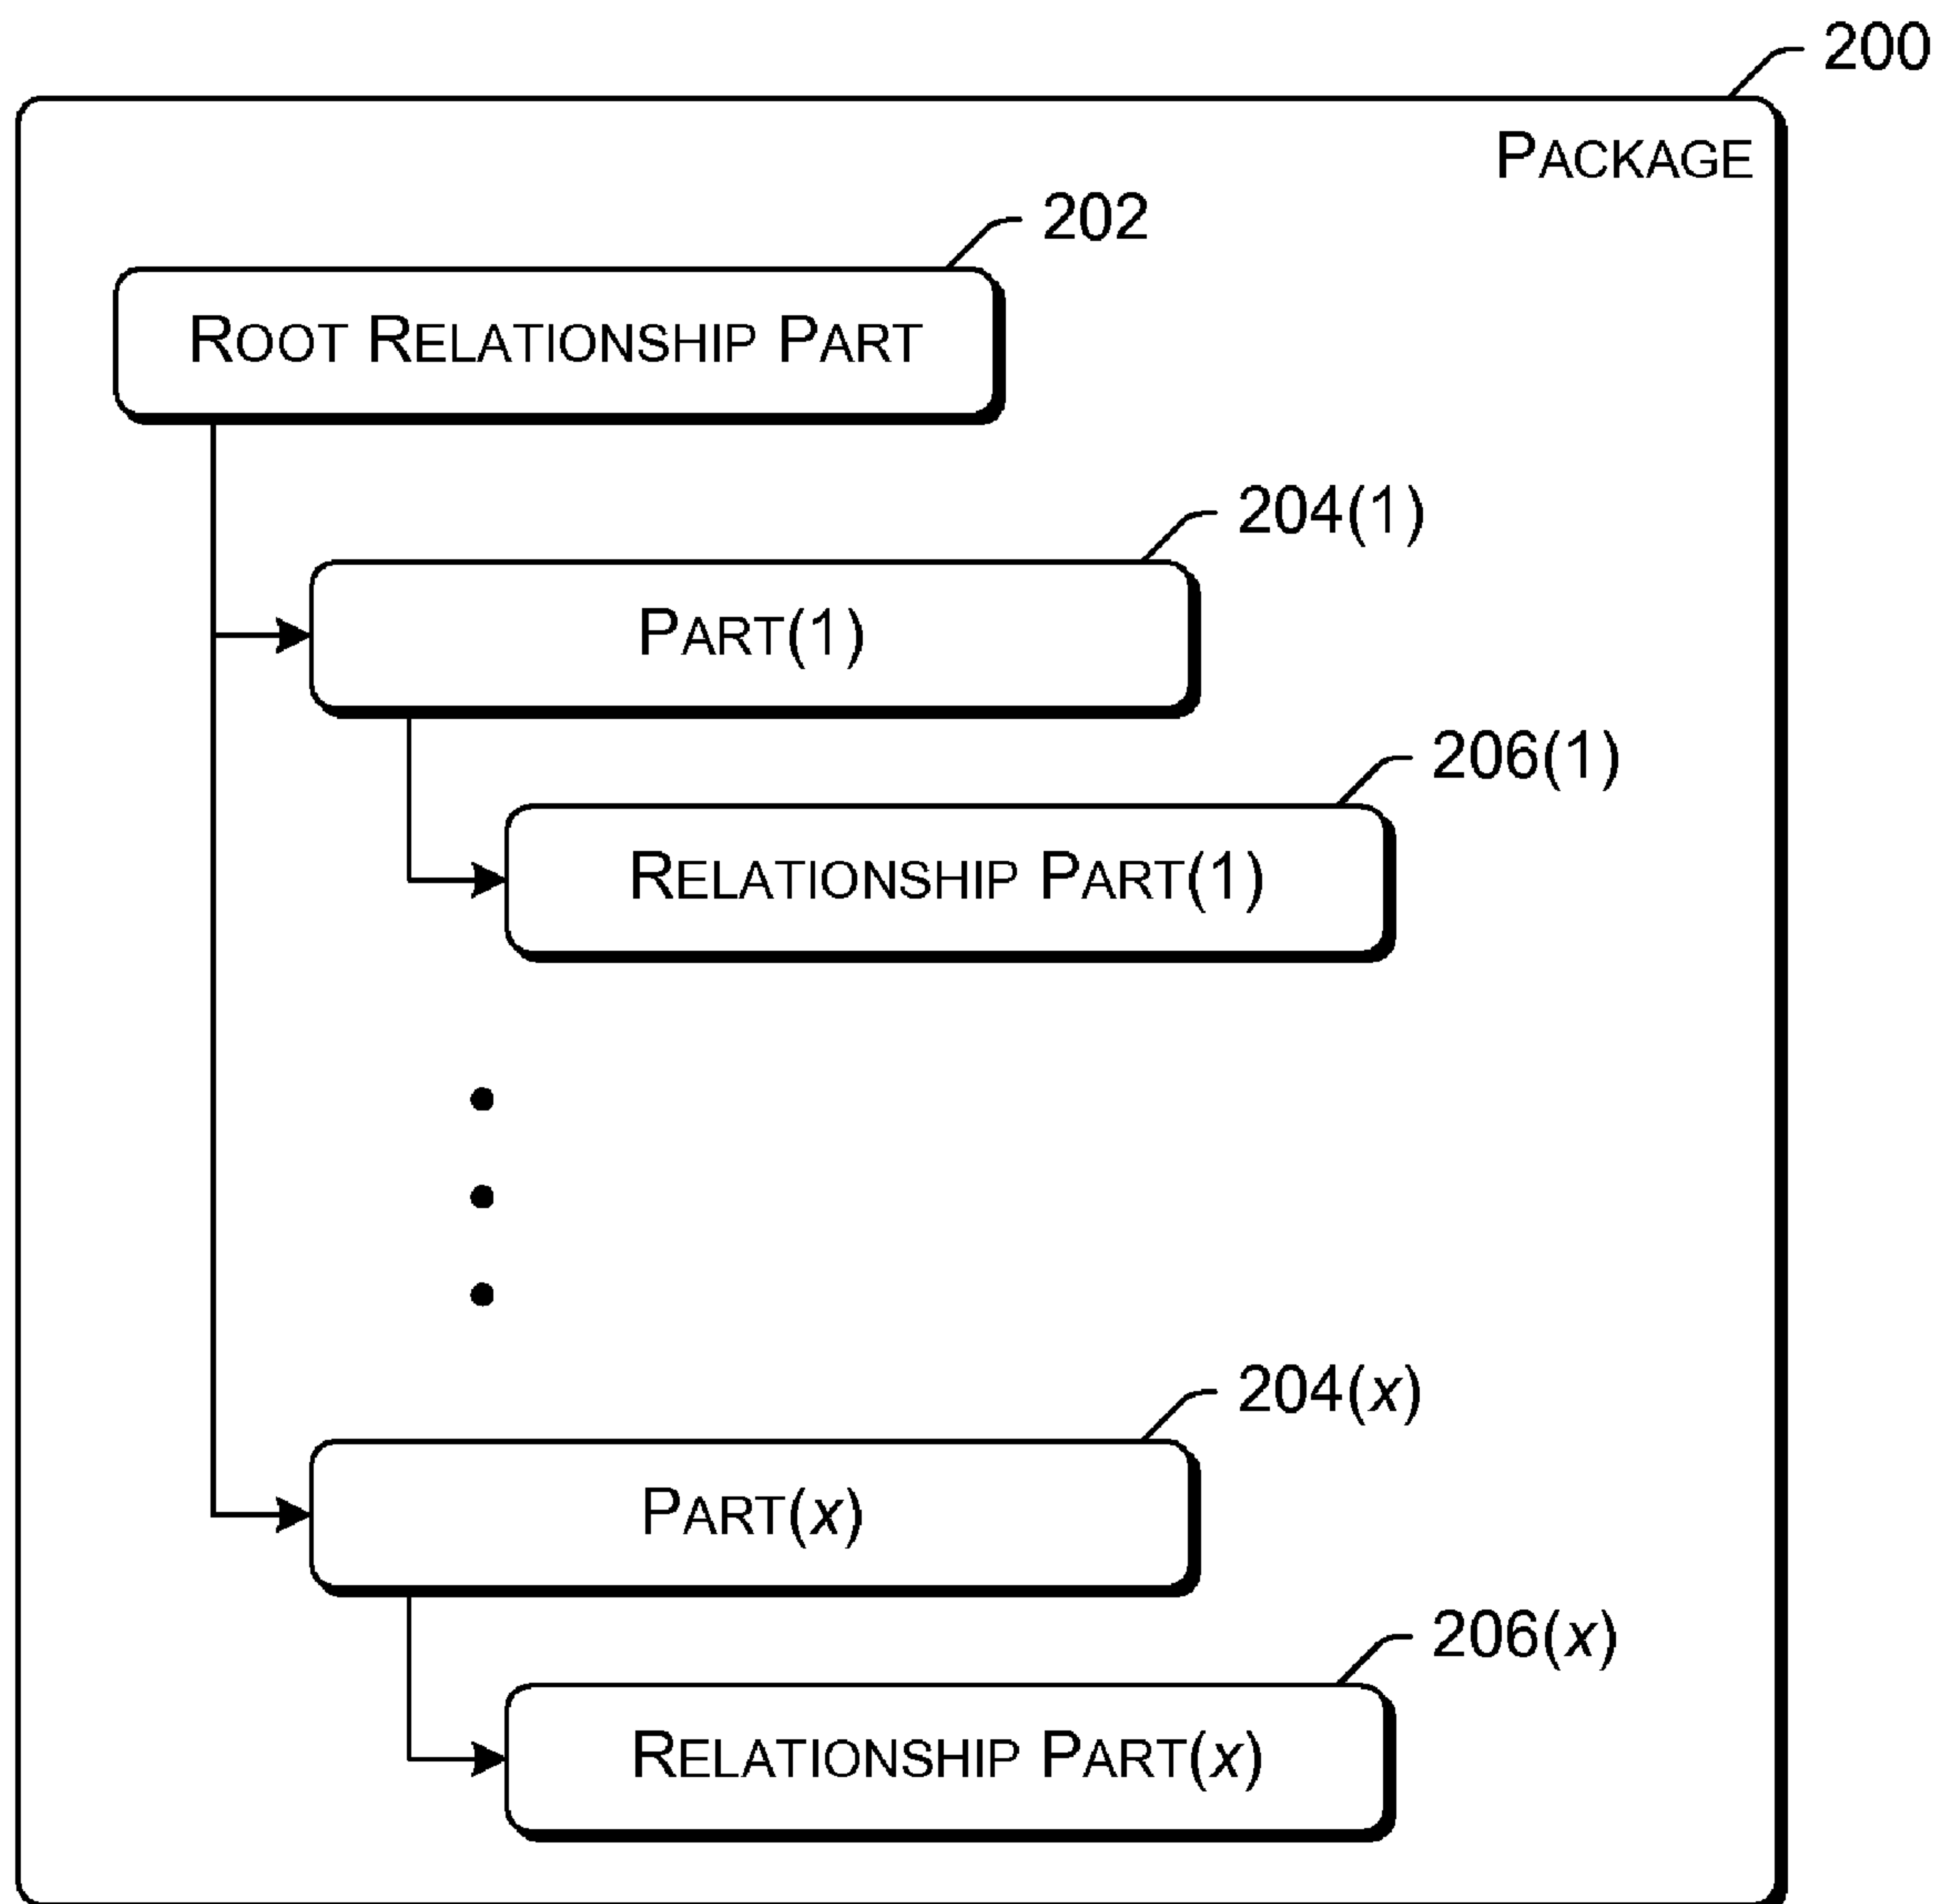 200
PACKAGE
202
ROOT RELATIONSHIP PART
204(1)
PART(1)
206(1)
RELATIONSHIP PART(1)
204(x)
PART(x)
206(x)
RELATIONSHIP PART(x)